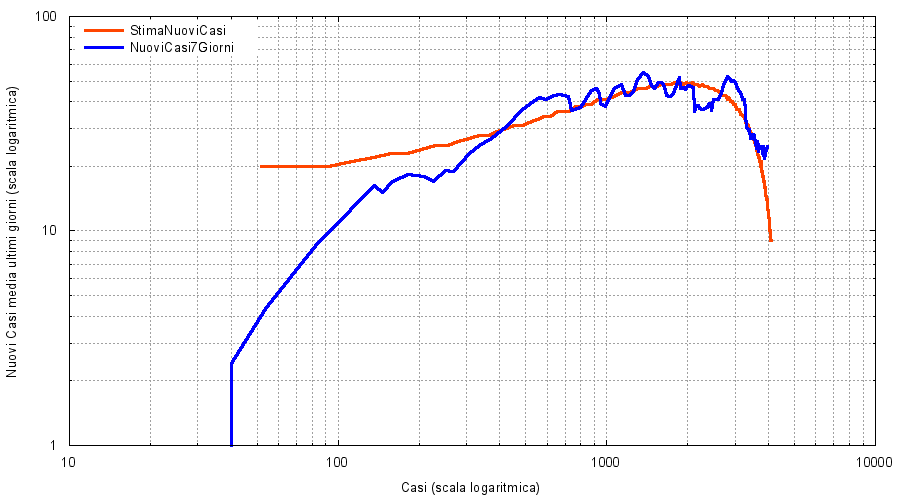 100
StimaNuoviCasi
NuoviCasi7Giorni
Nuovi Casi media ultimi giorni (scala logaritmica)
10
1
10
100
1000
10000
Casi (scala logaritmica)